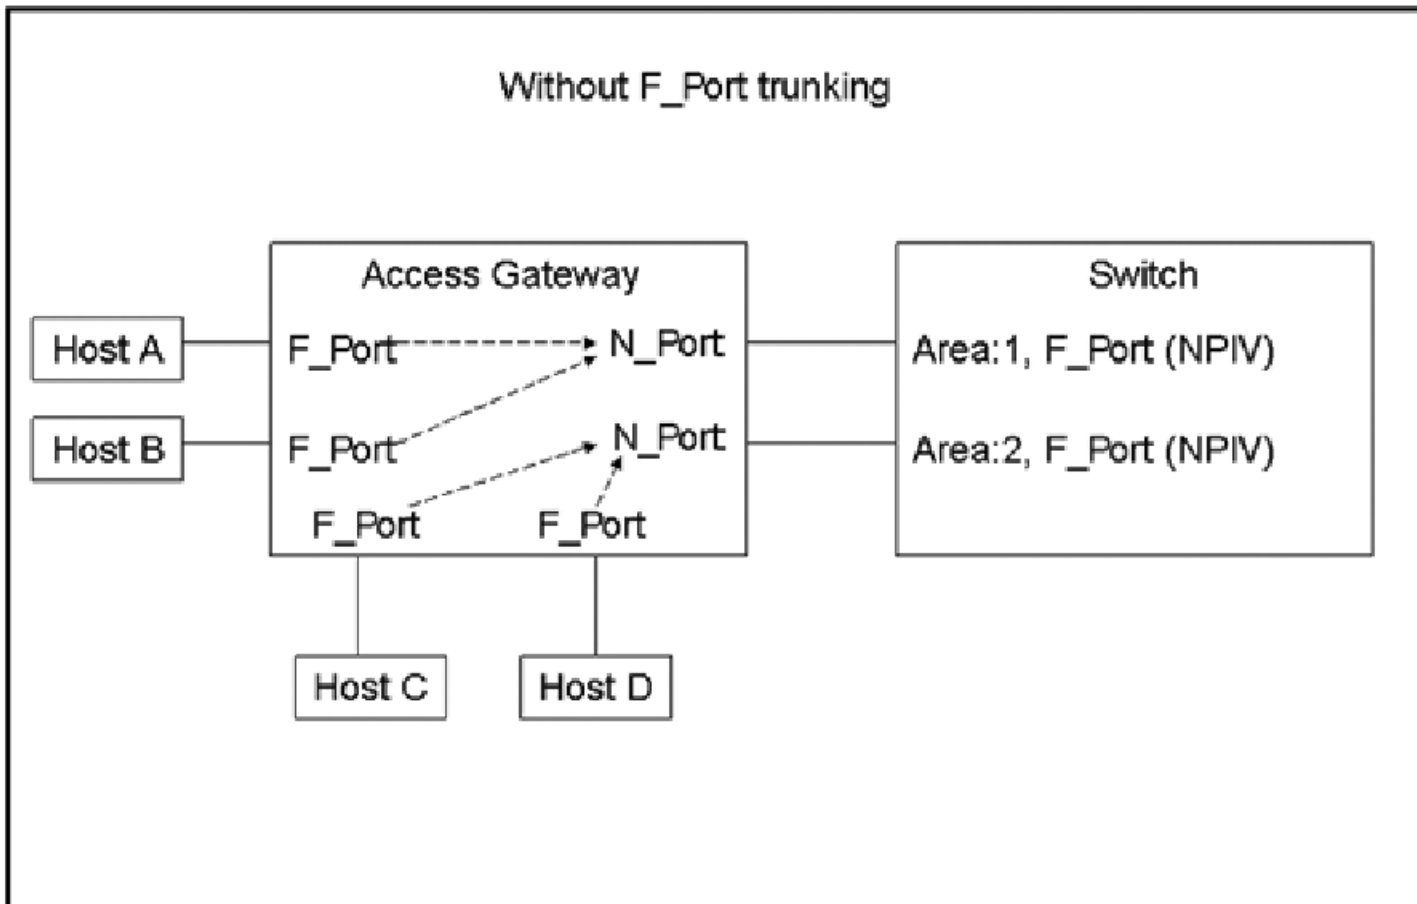 Without F_Port trunking
Access Gateway
Switch
Host A
F_Port
N_Port
Area:1, F_Port (NPIV)
Host B
F_Port
N_Port
Area:2, F_Port (NPIV)
F_Port
F_Port
Host C
Host D